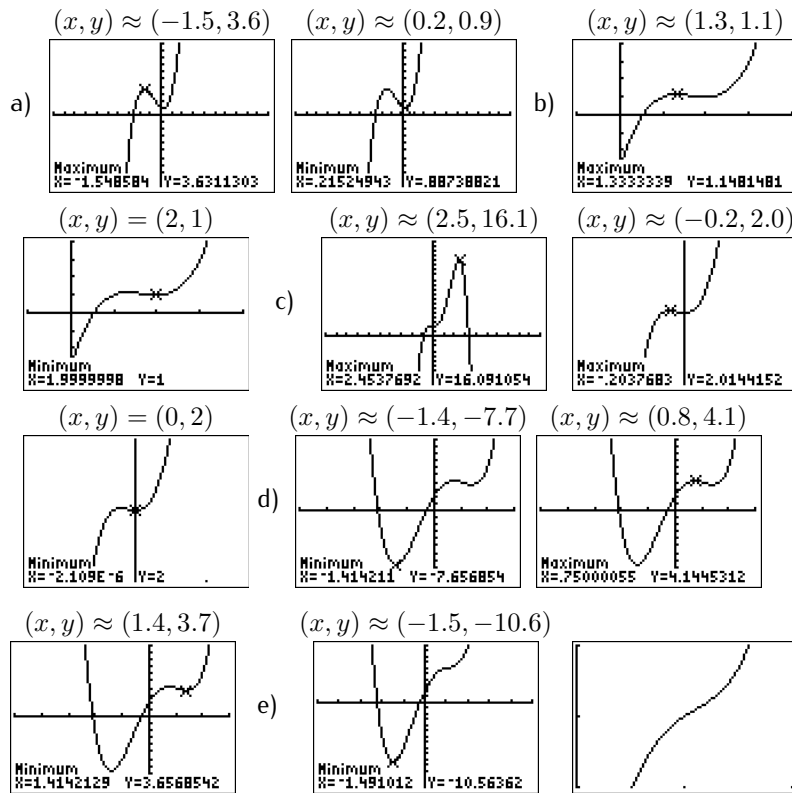 (x, y) ≈ (−1.5, 3.6)
(x, y) ≈ (0.2, 0.9)
(x, y) ≈ (1.3, 1.1)
a)
Maximum
X=-1.548584 Y=3.6311303
Minimum
X=.21524943 Y=.88738821
b)
Maximum
X=1.3333339 Y=1.1481481
(x, y) = (2, 1)
(x, y) ≈ (2.5, 16.1)
(x, y) ≈ (−0.2, 2.0)
Minimum
X=1.9999998 Y=1
c)
Maximum
X=2.4537692 Y=16.091054
Maximum
X=-.2037683 Y=2.0144152
(x, y) = (0, 2)
(x, y) ≈ (−1.4, −7.7)
(x, y) ≈ (0.8, 4.1)
Minimum
X=-2.109E-6 Y=2
d)
Minimum
X=-1.414211 Y=-7.656854
Maximum
X=.75000055 Y=4.1445312
(x, y) ≈ (1.4, 3.7)
(x, y) ≈ (−1.5, −10.6)
Minimum
X=1.4142129 Y=3.6568542
e)
Minimum
X=-1.491012 Y=-10.56362